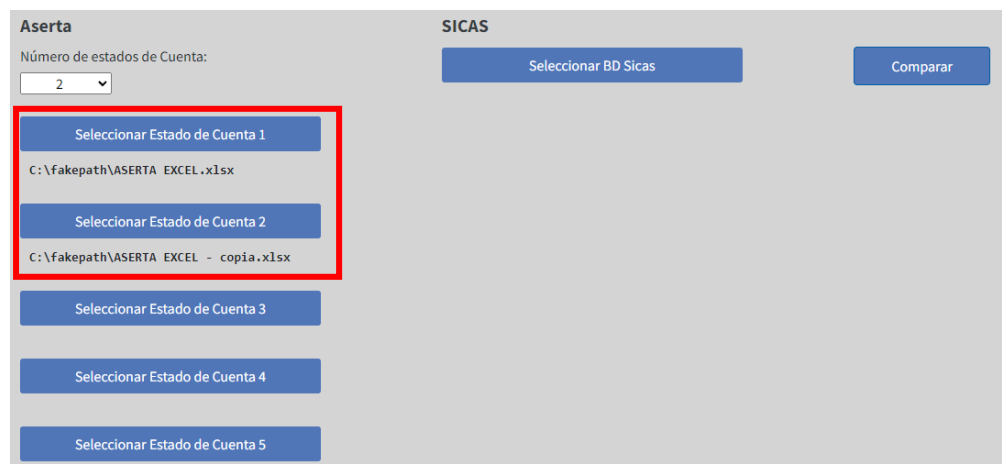 Aserta
Número de estados de Cuenta:
2
Seleccionar Estado de Cuenta 1
C:\fakepath\ASERTA EXCEL.xlsx
Seleccionar Estado de Cuenta 2
C:\fakepath\ASERTA EXCEL - copia.xlsx
Seleccionar Estado de Cuenta 3
Seleccionar Estado de Cuenta 4
Seleccionar Estado de Cuenta 5
SICAS
Seleccionar BD Sicas
Comparar